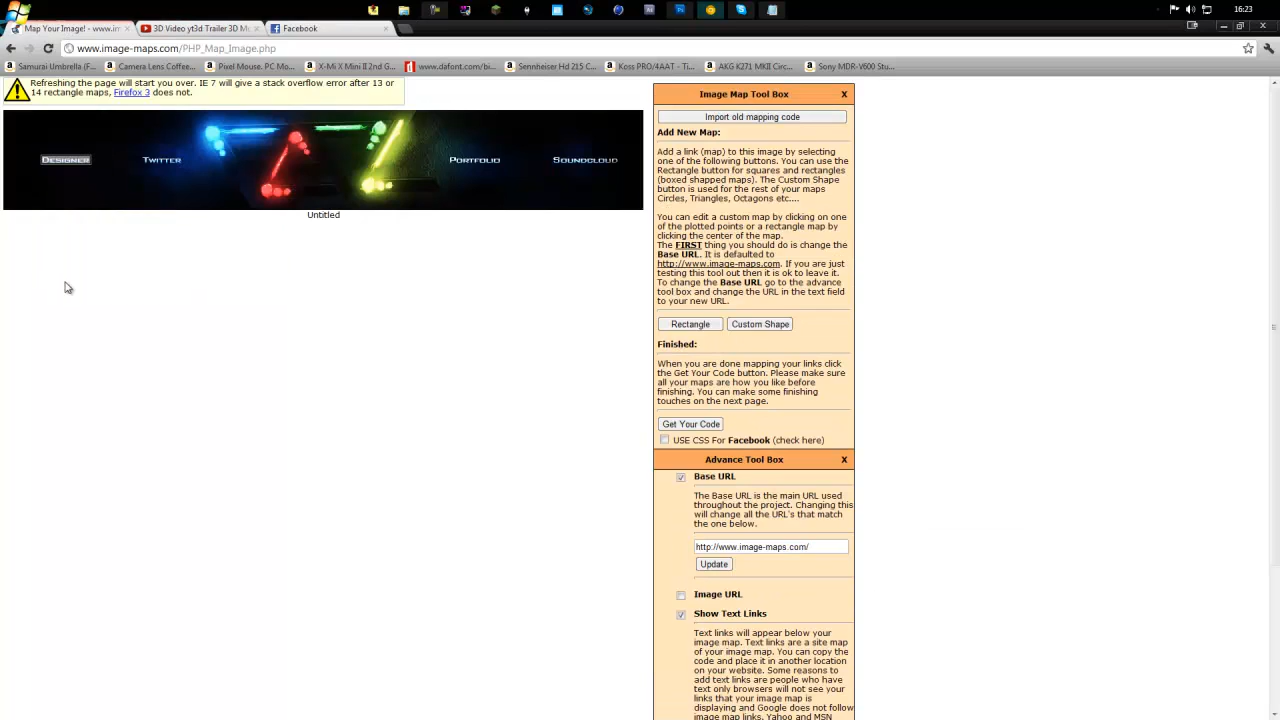 16:23
Map Your Image! - www.im
3D Video yt3d Trailer 3D M
Facebook
www.image-maps.com/PHP_Map_Image.php
Samurai Umbrella (F...
Camera Lens Coffee...
Pixel Mouse. PC Mo...
X-Mi X Mini II 2nd G...
www.dafont.com/bi...
Sennheiser Hd 215 C...
Koss PRO/4AAT - Ti...
AKG K271 MKII Circ...
Sony MDR-V600 Stu...
Refreshing the page will start you over. IE 7 will give a stack overflow error after 13 or
14 rectangle maps, Firefox 3 does not.
Designer
Twitter
Portfolio
Soundcloud
Untitled
Image Map Tool Box X
Import old mapping code
Add New Map:
Add a link (map) to this image by selecting
one of the following buttons. You can use the
Rectangle button for squares and rectangles
(boxed shapped maps). The Custom Shape
button is used for the rest of your maps
Circles, Triangles, Octagons etc....
You can edit a custom map by clicking on one
of the plotted points or a rectangle map by
clicking the center of the map.
The FIRST thing you should do is change the
Base URL. It is defaulted to
http://www.image-maps.com. If you are just
testing this tool out then it is ok to leave it.
To change the Base URL go to the advance
tool box and change the URL in the text field
to your new URL.
Rectangle Custom Shape
Finished:
When you are done mapping your links click
the Get Your Code button. Please make sure
all your maps are how you like before
finishing. You can make some finishing
touches on the next page.
Get Your Code
USE CSS For Facebook (check here)
Advance Tool Box X
Base URL
The Base URL is the main URL used
throughout the project. Changing this
will change all the URL's that match
the one below.
http://www.image-maps.com/
Update
Image URL
Show Text Links
Text links will appear below your
image map. Text links are a site map
of your image map. You can copy the
code and place it in another location
on your website. Some reasons to
add text links are people who have
text only browsers will not see your
links that your image map is
displaying and Google does not follow
image map links. Yahoo and MSN